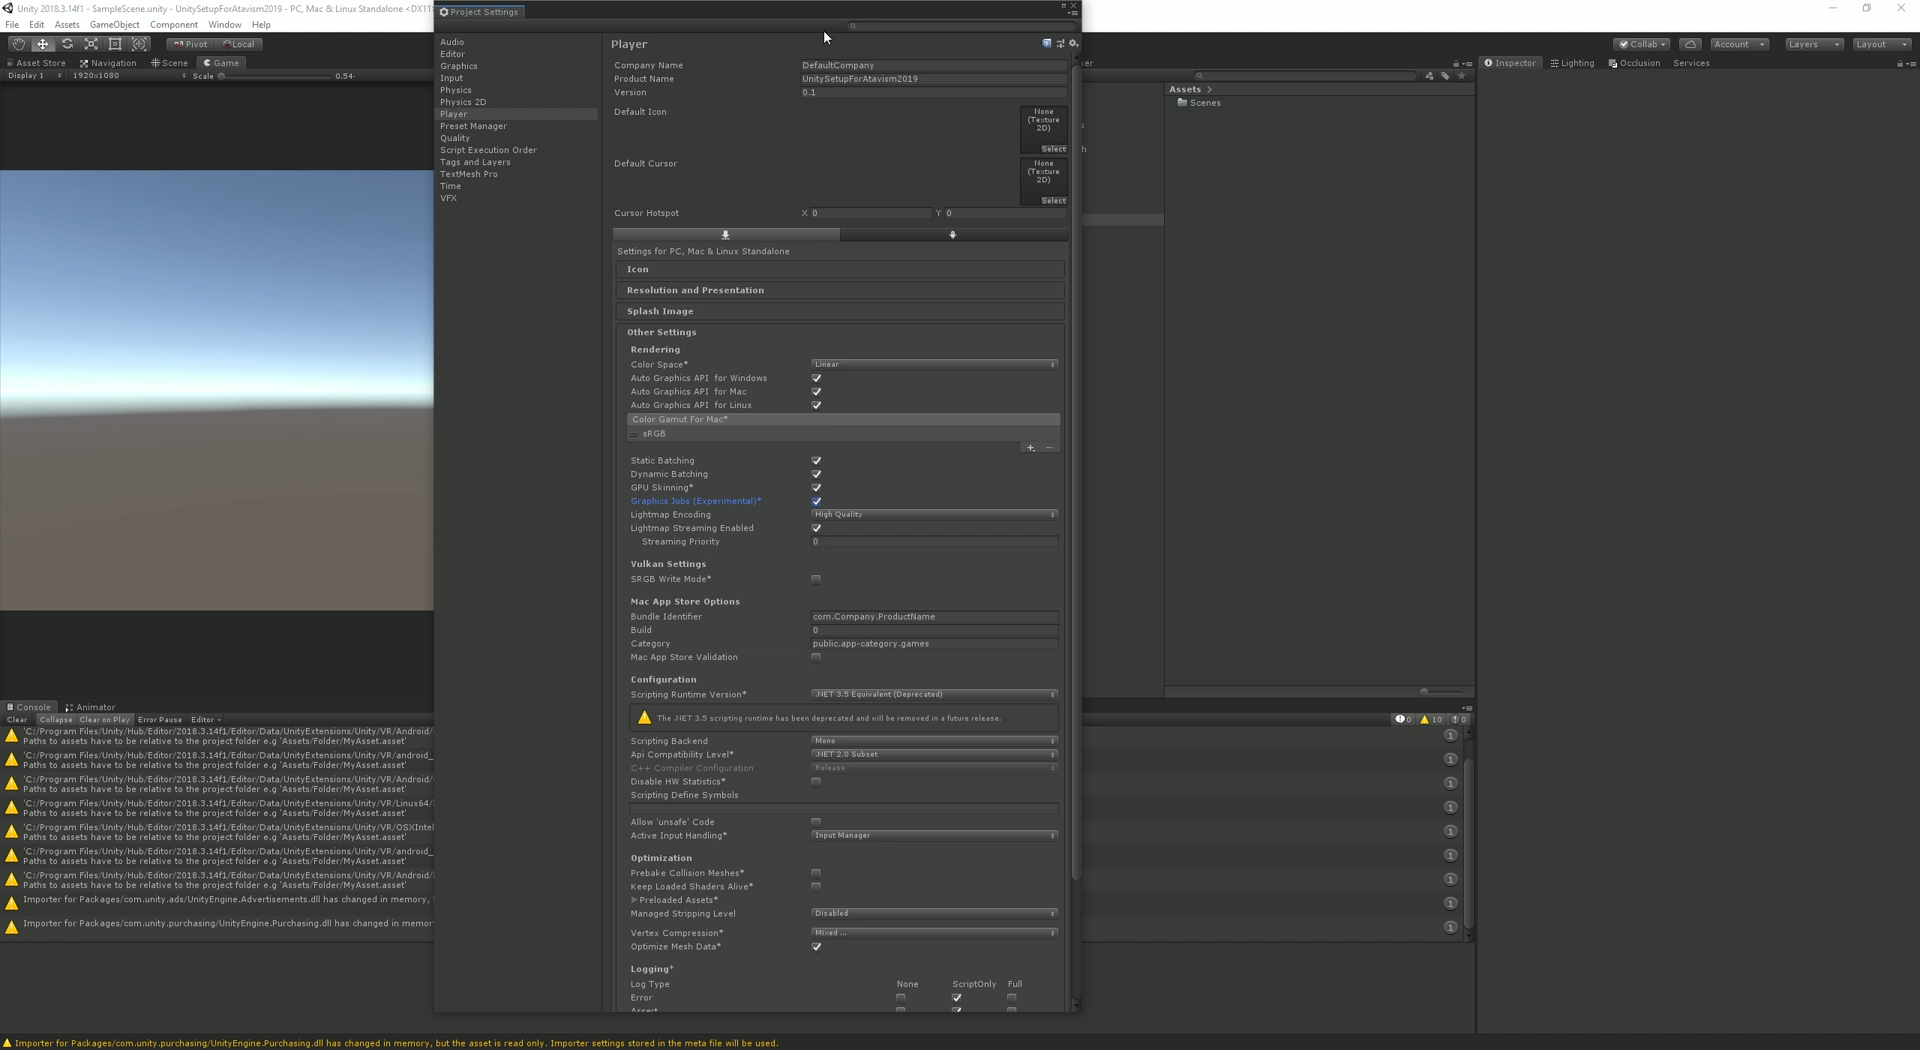 Unity 2018.3.14f1 - SampleScene.unity - UnitySetupForAtavism2019 - PC, Mac & Linux Standalone <DX11
File Edit Assets GameObject Component Window Help
Pivot Local
Collab Account Layers Layout
Asset Store Navigation Scene Game
Display 1 1920x1080 Scale 0.54
Project Settings
Audio
Editor
Graphics
Input
Physics
Physics 2D
Player
Preset Manager
Quality
Script Execution Order
Tags and Layers
TextMesh Pro
Time
VFX
Player
Company Name DefaultCompany
Product Name UnitySetupForAtavism2019
Version 0.1
Default Icon
None
(Texture
2D)
Select
Default Cursor
None
(Texture
2D)
Select
Cursor Hotspot X 0 Y 0
Settings for PC, Mac & Linux Standalone
Icon
Resolution and Presentation
Splash Image
Other Settings
Rendering
Color Space* Linear
Auto Graphics API for Windows
Auto Graphics API for Mac
Auto Graphics API for Linux
Color Gamut For Mac*
sRGB
Static Batching
Dynamic Batching
GPU Skinning*
Graphics Jobs (Experimental)*
Lightmap Encoding High Quality
Lightmap Streaming Enabled
Streaming Priority 0
Vulkan Settings
SRGB Write Mode*
Mac App Store Options
Bundle Identifier com.Company.ProductName
Build 0
Category public.app-category.games
Mac App Store Validation
Configuration
Scripting Runtime Version* .NET 3.5 Equivalent (Deprecated)
The .NET 3.5 scripting runtime has been deprecated and will be removed in a future release.
Scripting Backend Mono
Api Compatibility Level* .NET 2.0 Subset
C++ Compiler Configuration Release
Disable HW Statistics*
Scripting Define Symbols
Allow 'unsafe' Code
Active Input Handling* Input Manager
Optimization
Prebake Collision Meshes*
Keep Loaded Shaders Alive*
Preloaded Assets*
Managed Stripping Level Disabled
Vertex Compression* Mixed ...
Optimize Mesh Data*
Logging*
Log Type None ScriptOnly Full
Error
Assert
Assets
Scenes
Inspector Lighting Occlusion Services
Console Animator
Clear Collapse Clear on Play Error Pause Editor
0 10 0
'C:/Program Files/Unity/Hub/Editor/2018.3.14f1/Editor/Data/UnityExtensions/Unity/VR/Android/
Paths to assets have to be relative to the project folder e.g 'Assets/Folder/MyAsset.asset'
1
'C:/Program Files/Unity/Hub/Editor/2018.3.14f1/Editor/Data/UnityExtensions/Unity/VR/android_
Paths to assets have to be relative to the project folder e.g 'Assets/Folder/MyAsset.asset'
1
'C:/Program Files/Unity/Hub/Editor/2018.3.14f1/Editor/Data/UnityExtensions/Unity/VR/Android/
Paths to assets have to be relative to the project folder e.g 'Assets/Folder/MyAsset.asset'
1
'C:/Program Files/Unity/Hub/Editor/2018.3.14f1/Editor/Data/UnityExtensions/Unity/VR/Linux64/
Paths to assets have to be relative to the project folder e.g 'Assets/Folder/MyAsset.asset'
1
'C:/Program Files/Unity/Hub/Editor/2018.3.14f1/Editor/Data/UnityExtensions/Unity/VR/OSXIntel
Paths to assets have to be relative to the project folder e.g 'Assets/Folder/MyAsset.asset'
1
'C:/Program Files/Unity/Hub/Editor/2018.3.14f1/Editor/Data/UnityExtensions/Unity/VR/android_
Paths to assets have to be relative to the project folder e.g 'Assets/Folder/MyAsset.asset'
1
'C:/Program Files/Unity/Hub/Editor/2018.3.14f1/Editor/Data/UnityExtensions/Unity/VR/Android/
Paths to assets have to be relative to the project folder e.g 'Assets/Folder/MyAsset.asset'
1
Importer for Packages/com.unity.ads/UnityEngine.Advertisements.dll has changed in memory,
1
Importer for Packages/com.unity.purchasing/UnityEngine.Purchasing.dll has changed in memor
1
Importer for Packages/com.unity.purchasing/UnityEngine.Purchasing.dll has changed in memory, but the asset is read only. Importer settings stored in the meta file will be used.